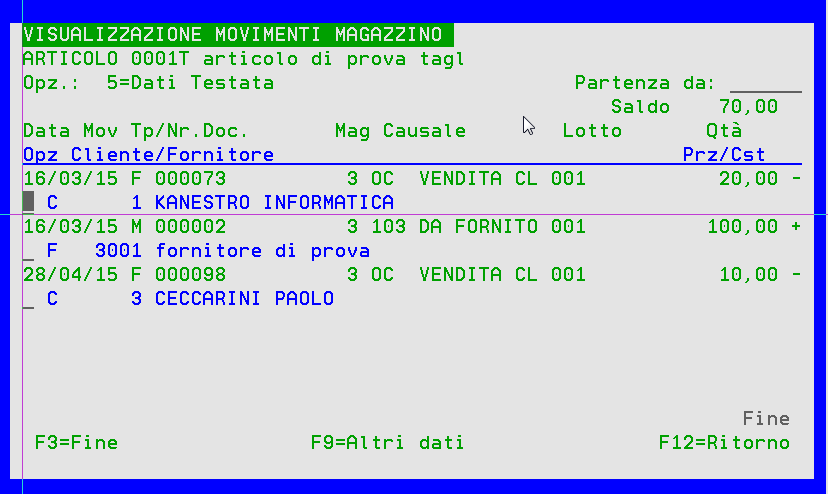 VISUALIZZAZIONE MOVIMENTI MAGAZZINO
ARTICOLO 0001T articolo di prova tagl
Opz.: 5=Dati Testata Partenza da:
Saldo 70,00
Data Mov Tp/Nr.Doc. Mag Causale Lotto Qtà
Opz Cliente/Fornitore Prz/Cst
16/03/15 F 000073 3 OC VENDITA CL 001 20,00 -
C 1 KANESTRO INFORMATICA
16/03/15 M 000002 3 103 DA FORNITO 001 100,00 +
F 3001 fornitore di prova
28/04/15 F 000098 3 OC VENDITA CL 001 10,00 -
C 3 CECCARINI PAOLO
Fine
F3=Fine F9=Altri dati F12=Ritorno